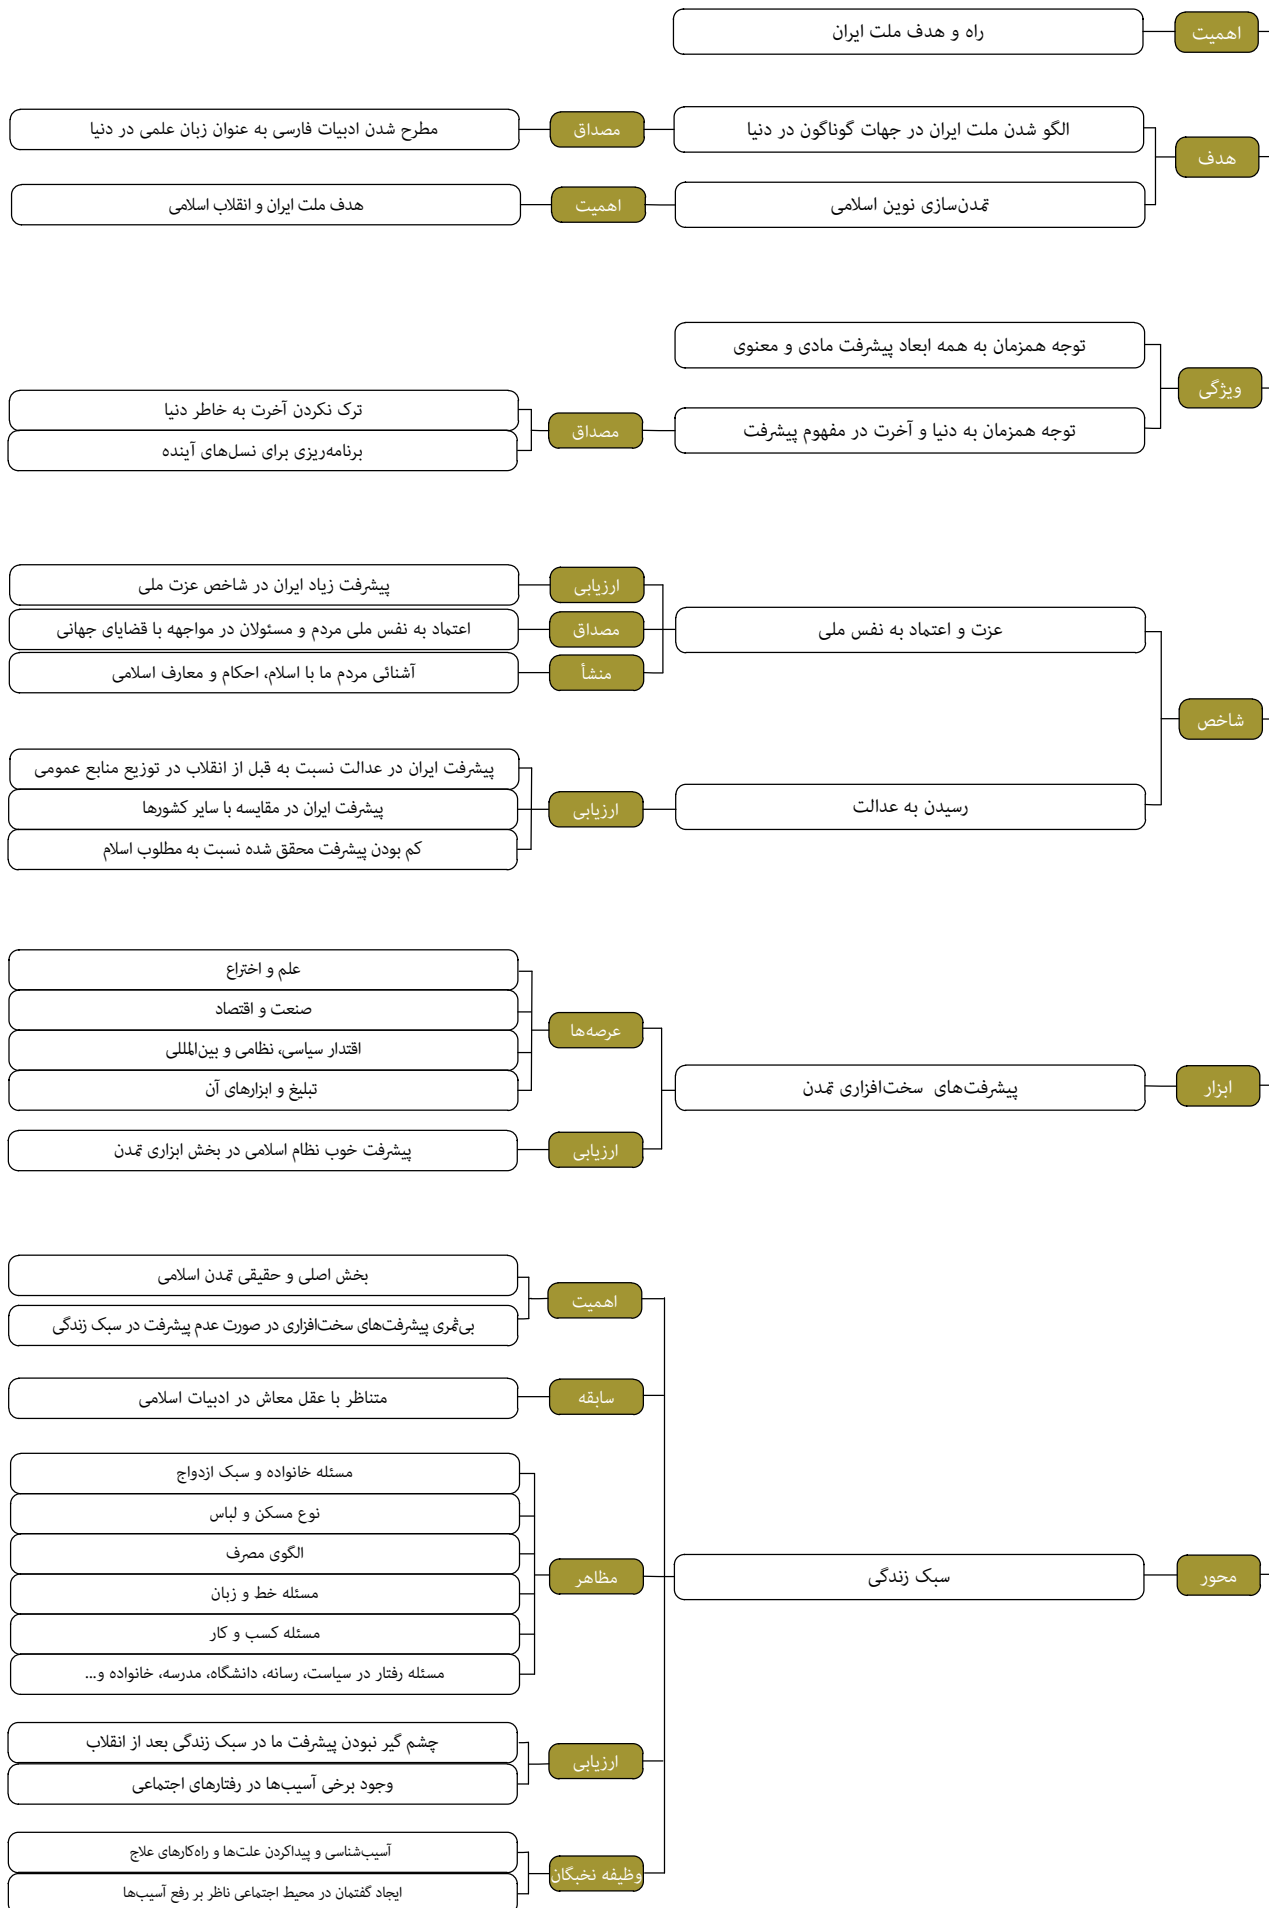 اهمیت
راه و هدف ملت ایران
هدف
الگو شدن ملت ایران در جهات گوناگون در دنیا
مصداق
مطرح شدن ادبیات فارسی به عنوان زبان علمی در دنیا
تمدن‌سازی نوین اسلامی
اهمیت
هدف ملت ایران و انقلاب اسلامی
ویژگی
توجه همزمان به همه ابعاد پیشرفت مادی و معنوی
توجه همزمان به دنیا و آخرت در مفهوم پیشرفت
مصداق
ترک نکردن آخرت به خاطر دنیا
برنامه‌ریزی برای نسل‌های آینده
شاخص
عزت و اعتماد به نفس ملی
ارزیابی
پیشرفت زیاد ایران در شاخص عزت ملی
مصداق
اعتماد به نفس ملی مردم و مسئولان در مواجهه با قضایای جهانی
منشأ
آشنائی مردم ما با اسلام، احکام و معارف اسلامی
رسیدن به عدالت
ارزیابی
پیشرفت ایران در عدالت نسبت به قبل از انقلاب در توزیع منابع عمومی
پیشرفت ایران در مقایسه با سایر کشورها
کم بودن پیشرفت محقق شده نسبت به مطلوب اسلام
ابزار
پیشرفت‌های سخت‌افزاری تمدن
عرصه‌ها
علم و اختراع
صنعت و اقتصاد
اقتدار سیاسی، نظامی و بین‌المللی
تبلیغ و ابزارهای آن
ارزیابی
پیشرفت خوب نظام اسلامی در بخش ابزاری تمدن
محور
سبک زندگی
اهمیت
بخش اصلی و حقیقی تمدن اسلامی
بی‌ثمری پیشرفت‌های سخت‌افزاری در صورت عدم پیشرفت در سبک زندگی
سابقه
متناظر با عقل معاش در ادبیات اسلامی
مظاهر
مسئله خانواده و سبک ازدواج
نوع مسکن و لباس
الگوی مصرف
مسئله خط و زبان
مسئله کسب و کار
مسئله رفتار در سیاست، رسانه، دانشگاه، مدرسه، خانواده و...
ارزیابی
چشم گیر نبودن پیشرفت ما در سبک زندگی بعد از انقلاب
وجود برخی آسیب‌ها در رفتارهای اجتماعی
وظیفه نخبگان
آسیب‌شناسی و پیداکردن علت‌ها و راه‌کارهای علاج
ایجاد گفتمان در محیط اجتماعی ناظر بر رفع آسیب‌ها